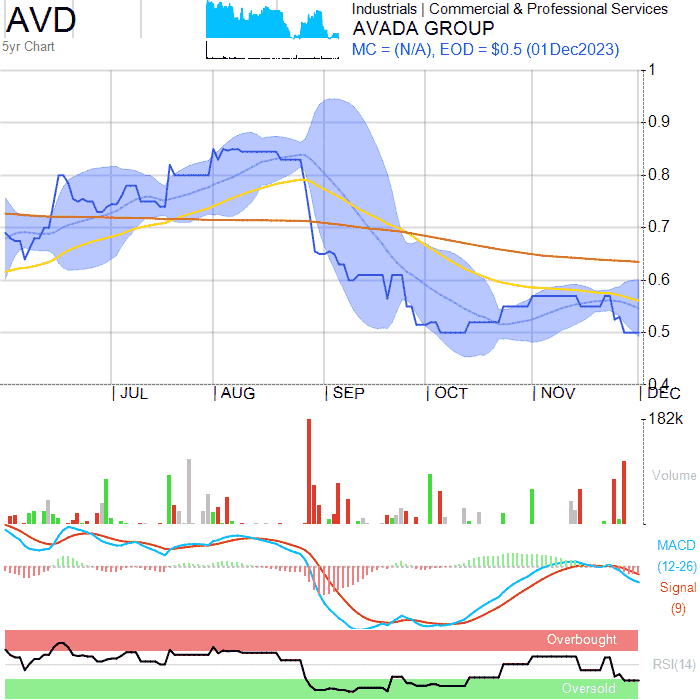 AVD
5yr Chart
Industrials | Commercial & Professional Services
AVADA GROUP
MC = (N/A), EOD = $0.5 (01Dec2023)
1
0.9
0.8
0.7
0.6
0.5
0.4
JUL
AUG
SEP
OCT
NOV
DEC
182k
Volume
MACD
(12-26)
Signal
(9)
Overbought
RSI(14)
Oversold